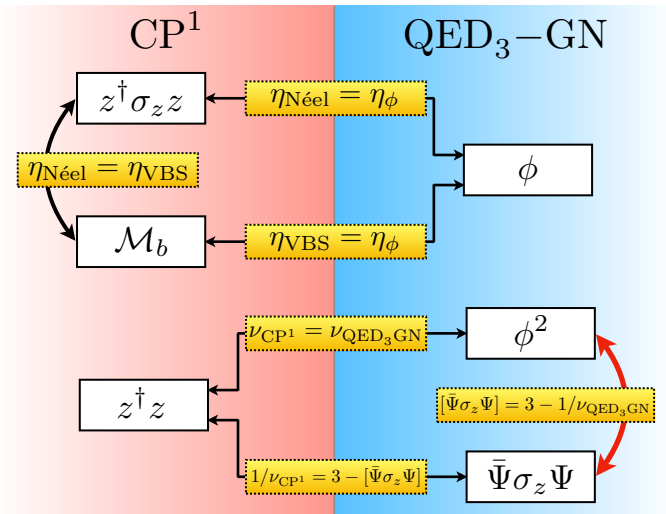 CP¹ QED₃−GN
z†σ_z z η_Néel = η_ϕ
η_Néel = η_VBS ϕ
ℳ_b η_VBS = η_ϕ
ν_CP¹ = ν_QED₃GN ϕ²
z†z [Ψ̄σ_zΨ] = 3 − 1/ν_QED₃GN
1/ν_CP¹ = 3 − [Ψ̄σ_zΨ] Ψ̄σ_zΨ